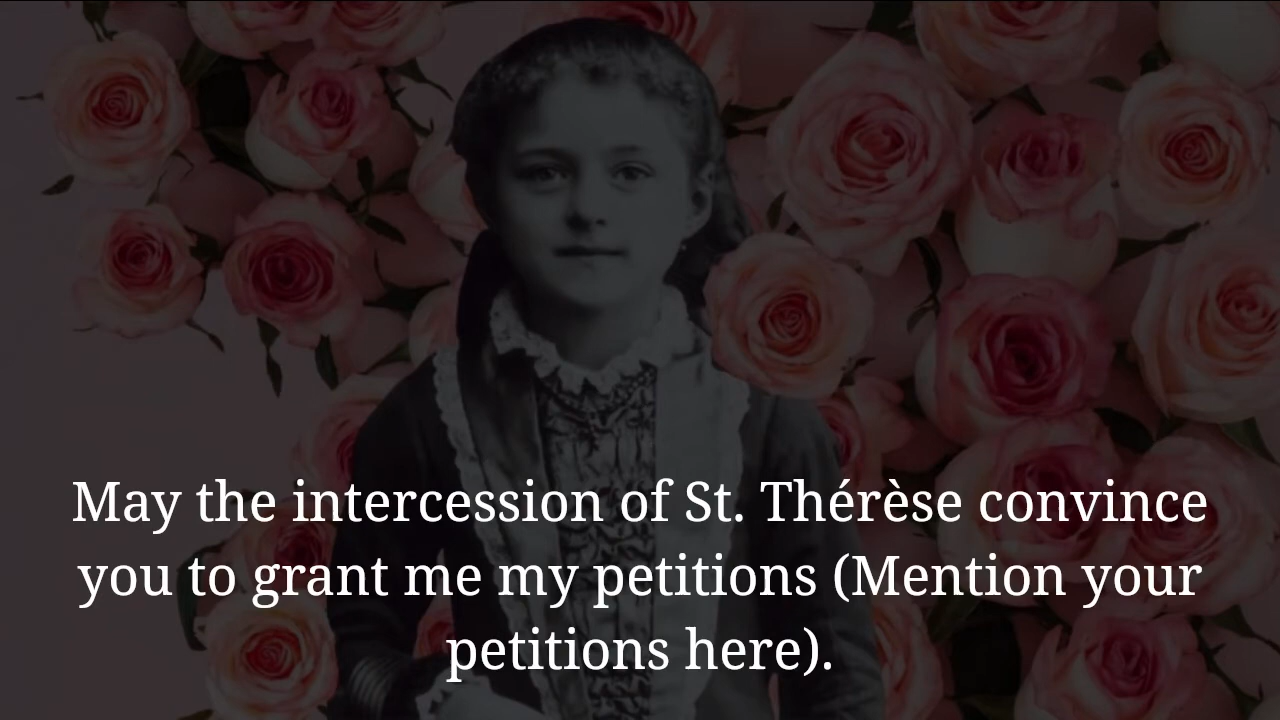 May the intercession of St. Thérèse convince
you to grant me my petitions (Mention your
petitions here).